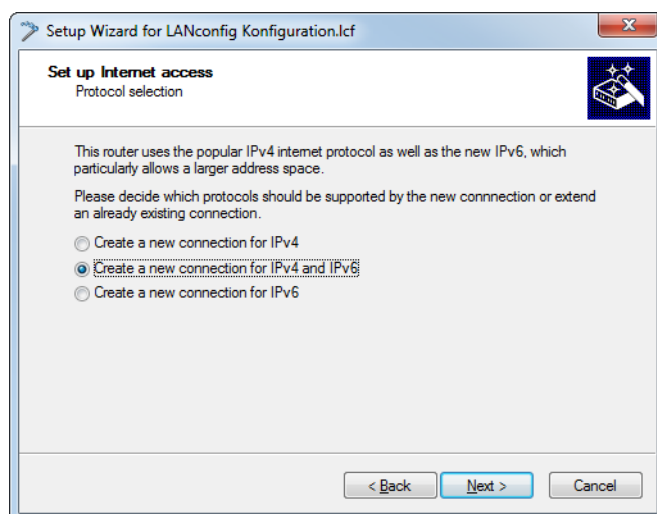 Setup Wizard for LANconfig Konfiguration.lcf
Set up Internet access
Protocol selection
This router uses the popular IPv4 internet protocol as well as the new IPv6, which
particularly allows a larger address space.
Please decide which protocols should be supported by the new connnection or extend
an already existing connection.
Create a new connection for IPv4
Create a new connection for IPv4 and IPv6
Create a new connection for IPv6
< Back
Next >
Cancel